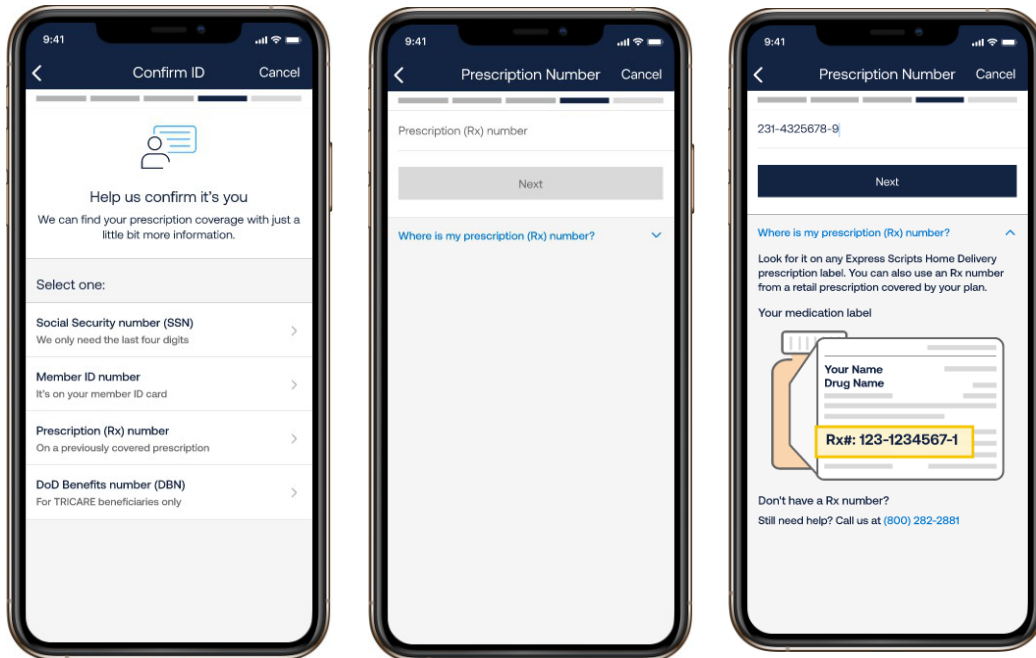 9:41
Confirm ID
Cancel
Help us confirm it's you
We can find your prescription coverage with just a
little bit more information.
Select one:
Social Security number (SSN)
We only need the last four digits
Member ID number
It's on your member ID card
Prescription (Rx) number
On a previously covered prescription
DoD Benefits number (DBN)
For TRICARE beneficiaries only
9:41
Prescription Number
Cancel
Prescription (Rx) number
Next
Where is my prescription (Rx) number?
9:41
Prescription Number
Cancel
231-4325678-9
Next
Where is my prescription (Rx) number?
Look for it on any Express Scripts Home Delivery
prescription label. You can also use an Rx number
from a retail prescription covered by your plan.
Your medication label
Your Name
Drug Name
Rx#: 123-1234567-1
Don't have a Rx number?
Still need help? Call us at (800) 282-2881